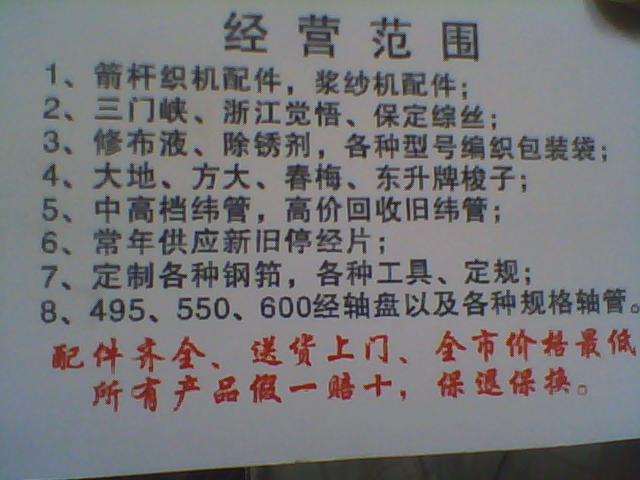 经营范围
1、箭杆织机配件，浆纱机配件；
2、三门峡、浙江觉悟、保定综丝；
3、修布液、除锈剂，各种型号编织包装袋；
4、大地、方大、春梅、东升牌梭子；
5、中高档纬管，高价回收旧纬管；
6、常年供应新旧停经片；
7、定制各种钢筘，各种工具、定规；
8、495、550、600经轴盘以及各种规格轴管。
配件齐全、送货上门、全市价格最低
所有产品假一赔十，保退保换。